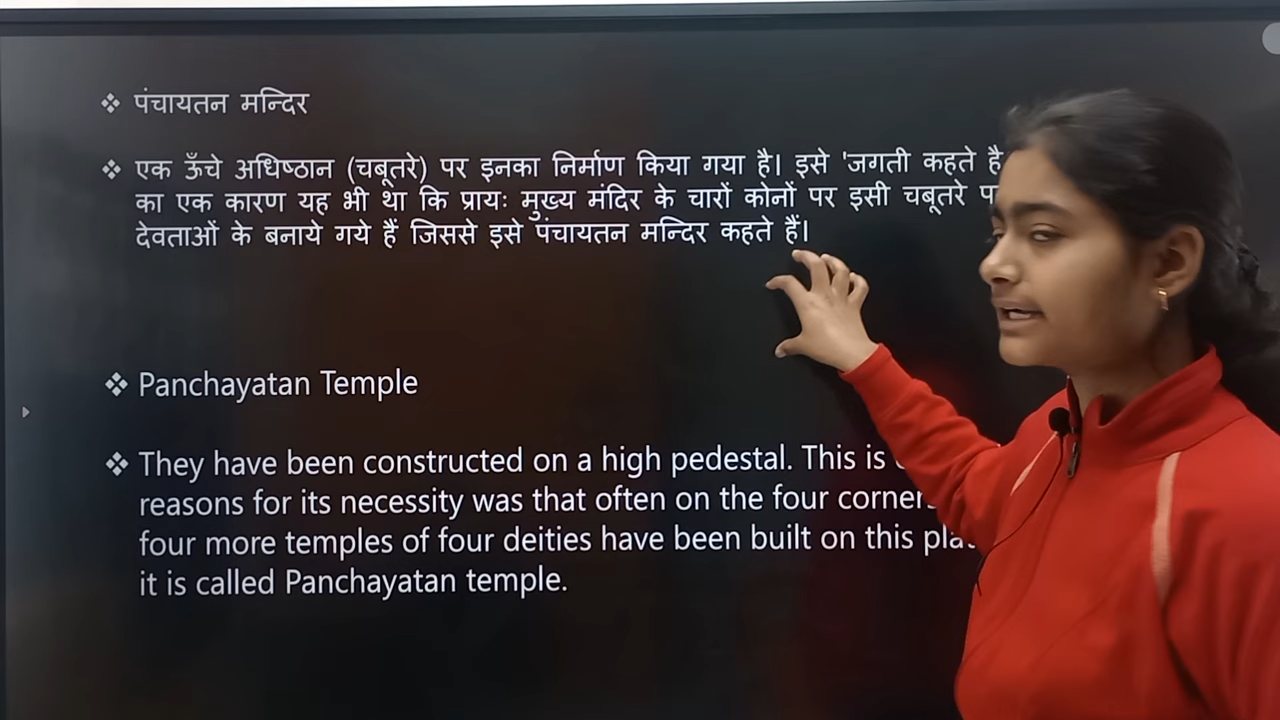 ❖ पंचायतन मन्दिर
❖ एक ऊँचे अधिष्ठान (चबूतरे) पर इनका निर्माण किया गया है। इसे 'जगती कहते है
का एक कारण यह भी था कि प्रायः मुख्य मंदिर के चारों कोनों पर इसी चबूतरे
देवताओं के बनाये गये हैं जिससे इसे पंचायतन मन्दिर कहते हैं।
❖ Panchayatan Temple
❖ They have been constructed on a high pedestal. This is
reasons for its necessity was that often on the four corners
four more temples of four deities have been built on this
it is called Panchayatan temple.